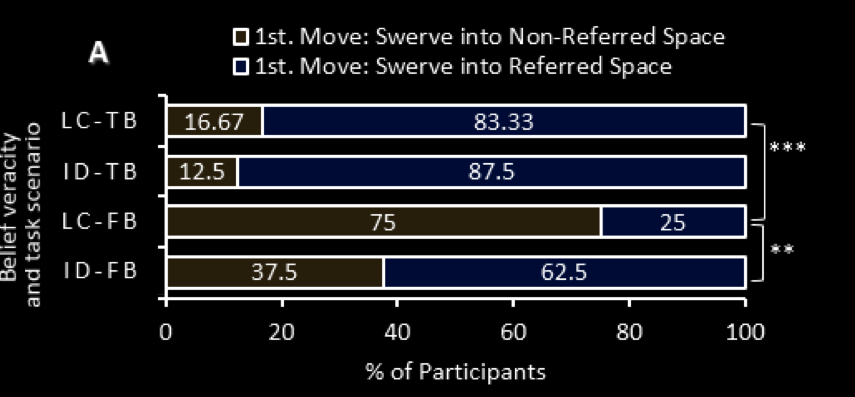 A
1st. Move: Swerve into Non-Referred Space
1st. Move: Swerve into Referred Space
Belief veracity
and task scenario
LC-TB
16.67
83.33
ID-TB
12.5
87.5
***
LC-FB
75
25
**
ID-FB
37.5
62.5
0 20 40 60 80 100
% of Participants